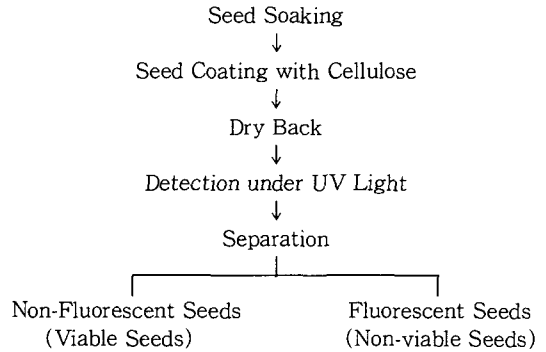 Seed Soaking
Seed Coating with Cellulose
Dry Back
Detection under UV Light
Separation
Non-Fluorescent Seeds
(Viable Seeds)
Fluorescent Seeds
(Non-viable Seeds)